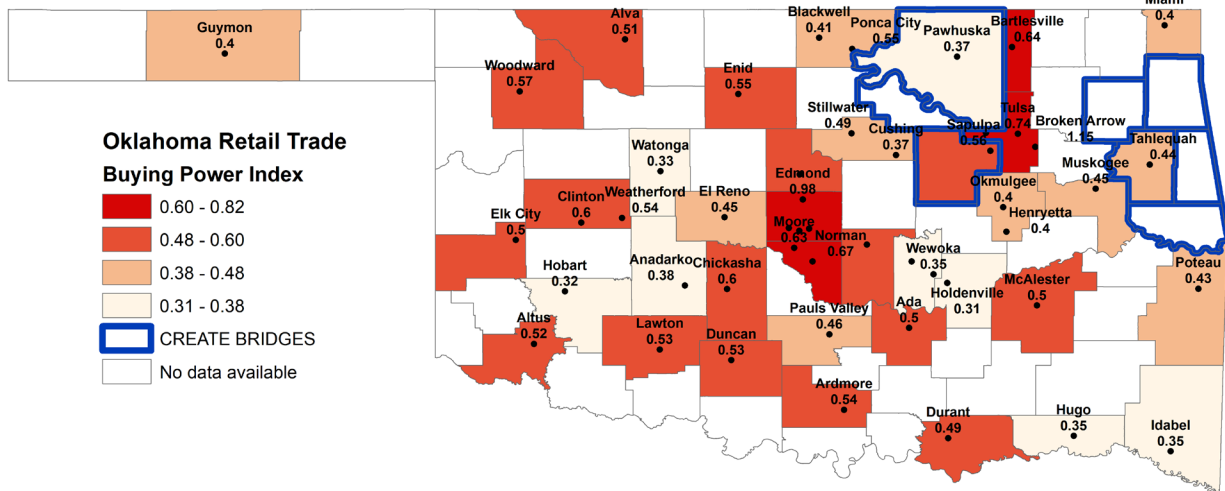 Miami
0.4
Guymon
0.4
Alva
0.51
Blackwell
0.41
Ponca City
0.55
Pawhuska
0.37
Bartlesville
0.64
Woodward
0.57
Enid
0.55
Oklahoma Retail Trade
Buying Power Index
0.60 - 0.82
0.48 - 0.60
0.38 - 0.48
0.31 - 0.38
CREATE BRIDGES
No data available
Stillwater
0.49
Cushing
0.37
Sapulpa
0.56
Tulsa
0.74
Broken Arrow
1.15
Tahlequah
0.44
Muskogee
0.45
Watonga
0.33
Edmond
0.98
Okmulgee
0.4
Henryetta
0.4
Clinton
0.6
Weatherford
0.54
El Reno
0.45
Elk City
0.5
Moore
0.63
Norman
0.67
Wewoka
0.35
Holdenville
0.31
Hobart
0.32
Anadarko
0.38
Chickasha
0.6
McAlester
0.5
Poteau
0.43
Altus
0.52
Lawton
0.53
Duncan
0.53
Pauls Valley
0.46
Ada
0.5
Ardmore
0.54
Durant
0.49
Hugo
0.35
Idabel
0.35